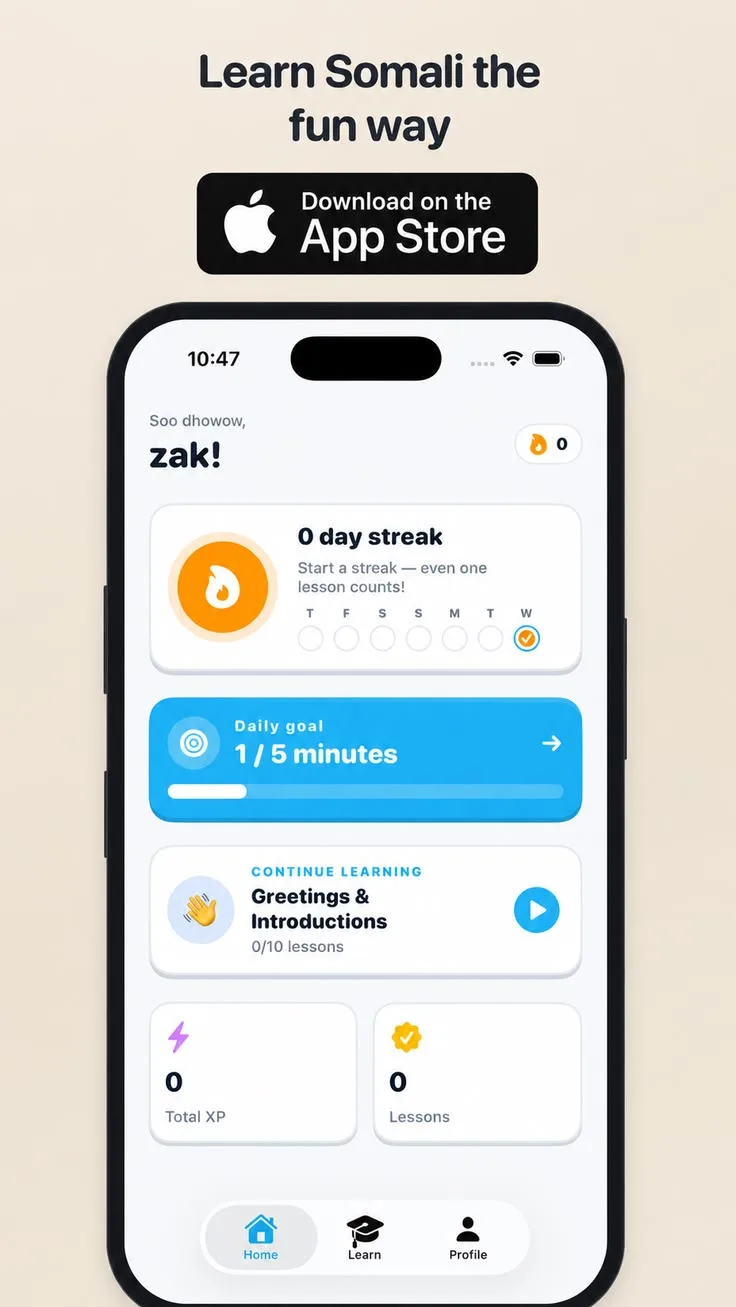 Learn Somali the
fun way
Download on the
App Store
10:47
Soo dhowow,
zak!
0
0 day streak
Start a streak — even one
lesson counts!
T F S S M T W
Daily goal
1 / 5 minutes
CONTINUE LEARNING
Greetings &
Introductions
0/10 lessons
0
Total XP
0
Lessons
Home
Learn
Profile